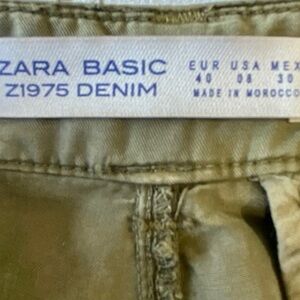 ZARA BASIC
Z1975 DENIM
EUR USA MEX
40 08 30
MADE IN MOROCCO